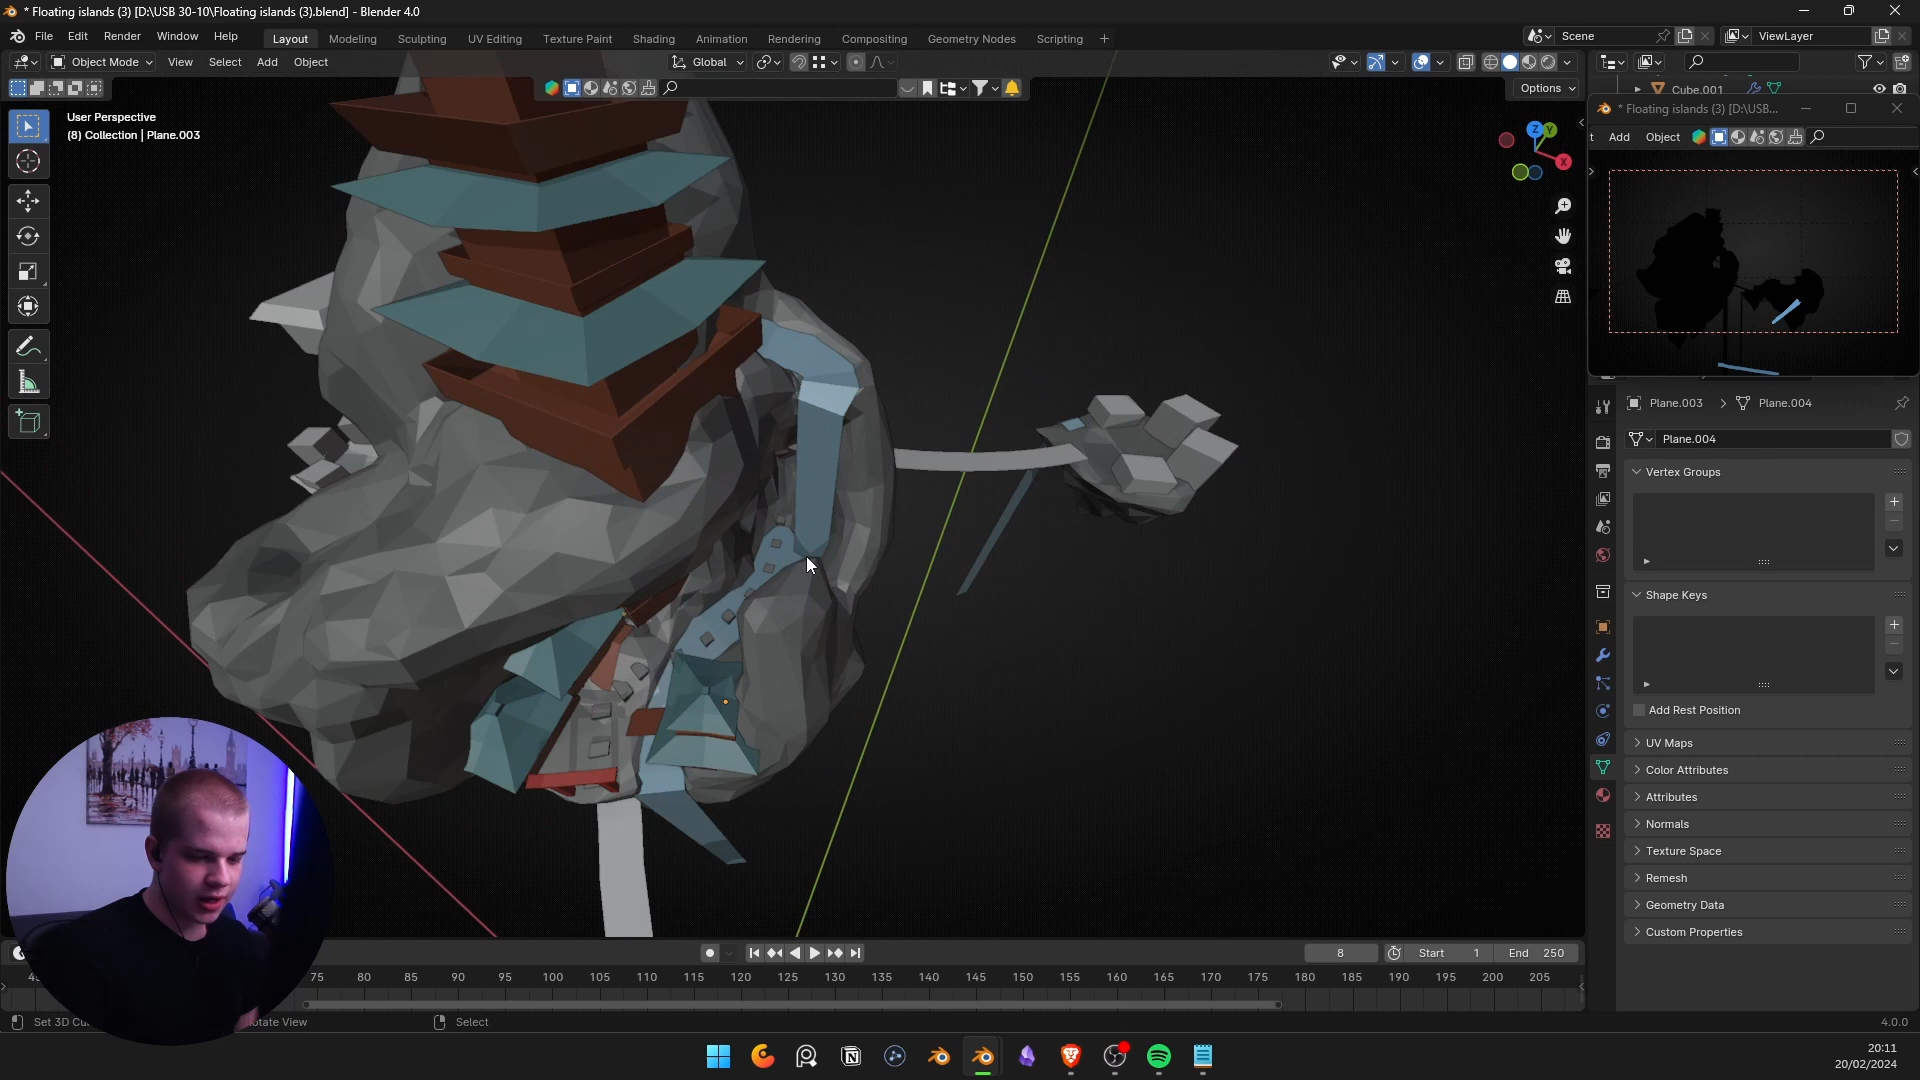 * Floating islands (3) [D:\USB 30-10\Floating islands (3).blend] - Blender 4.0
File Edit Render Window Help Layout Modeling Sculpting UV Editing Texture Paint Shading Animation Rendering Compositing Geometry Nodes Scripting + Scene ViewLayer
Object Mode View Select Add Object Global
Options
Cube.001
User Perspective
(8) Collection | Plane.003
* Floating islands (3) [D:\USB...
t Add Object
Z Y X
Plane.003 > Plane.004
Plane.004
Vertex Groups
Shape Keys
Add Rest Position
UV Maps
Color Attributes
Attributes
Normals
Texture Space
Remesh
Geometry Data
Custom Properties
8 Start 1 End 250
75 80 85 90 95 100 105 110 115 120 125 130 135 140 145 150 155 160 165 170 175 180 185 190 195 200 205
Set 3D Cu otate View Select 4.0.0
20:11
20/02/2024